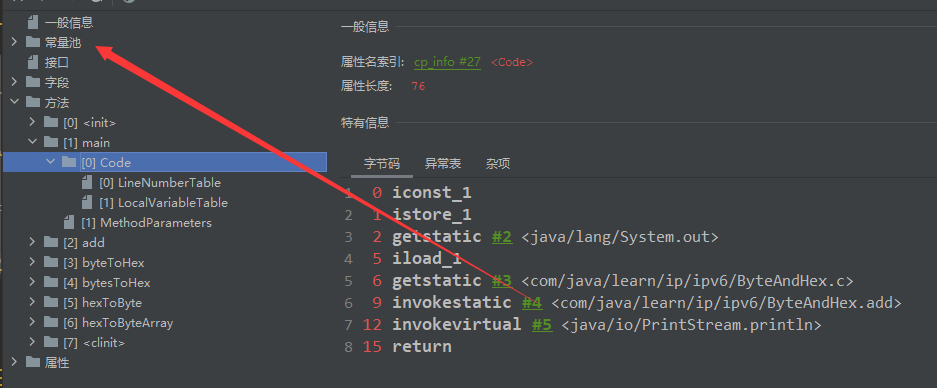 一般信息
常量池
接口
字段
方法
[0] <init>
[1] main
[0] Code
[0] LineNumberTable
[1] LocalVariableTable
[1] MethodParameters
[2] add
[3] byteToHex
[4] bytesToHex
[5] hexToByte
[6] hexToByteArray
[7] <clinit>
属性
一般信息
属性名索引: cp_info #27 <Code>
属性长度: 76
特有信息
字节码 异常表 杂项
1 0 iconst_1
2 1 istore_1
3 2 getstatic #2 <java/lang/System.out>
4 5 iload_1
5 6 getstatic #3 <com/java/learn/ip/ipv6/ByteAndHex.c>
6 9 invokestatic #4 <com/java/learn/ip/ipv6/ByteAndHex.add>
7 12 invokevirtual #5 <java/io/PrintStream.println>
8 15 return